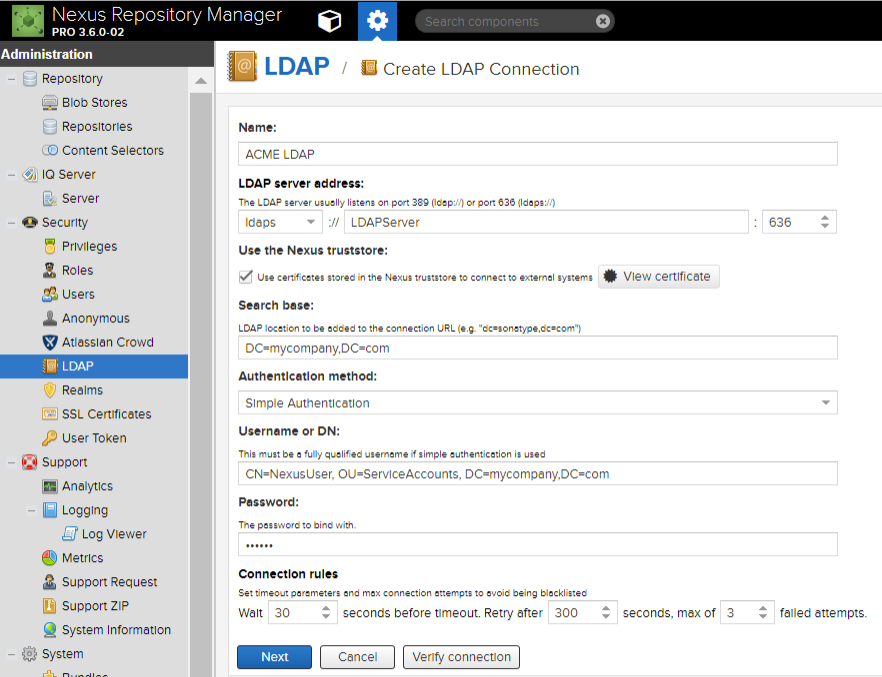 Nexus Repository Manager
PRO 3.6.0-02
Search components
Administration
Repository
Blob Stores
Repositories
Content Selectors
IQ Server
Server
Security
Privileges
Roles
Users
Anonymous
Atlassian Crowd
LDAP
Realms
SSL Certificates
User Token
Support
Analytics
Logging
Log Viewer
Metrics
Support Request
Support ZIP
System Information
System
Bundles
LDAP / Create LDAP Connection
Name:
ACME LDAP
LDAP server address:
The LDAP server usually listens on port 389 (ldap://) or port 636 (ldaps://)
ldaps :// LDAPServer : 636
Use the Nexus truststore:
Use certificates stored in the Nexus truststore to connect to external systems View certificate
Search base:
LDAP location to be added to the connection URL (e.g. "dc=sonatype,dc=com")
DC=mycompany,DC=com
Authentication method:
Simple Authentication
Username or DN:
This must be a fully qualified username if simple authentication is used
CN=NexusUser, OU=ServiceAccounts, DC=mycompany,DC=com
Password:
The password to bind with.
••••••
Connection rules
Set timeout parameters and max connection attempts to avoid being blacklisted
Wait 30 seconds before timeout. Retry after 300 seconds, max of 3 failed attempts.
Next Cancel Verify connection